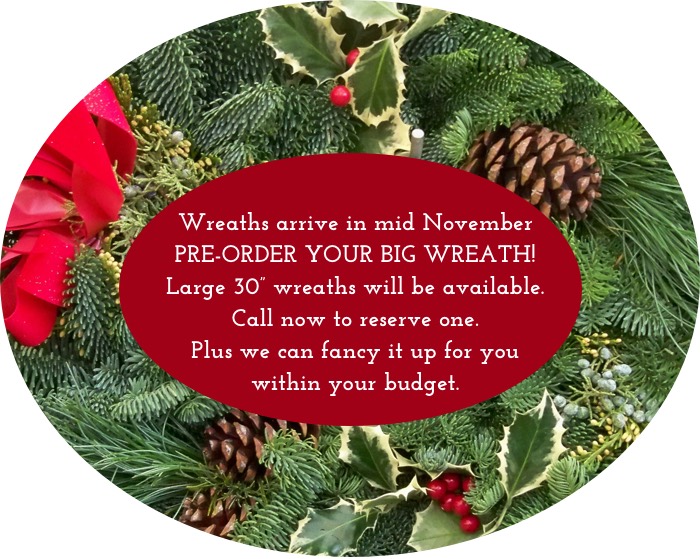 Wreaths arrive in mid November
PRE-ORDER YOUR BIG WREATH!
Large 30" wreaths will be available.
Call now to reserve one.
Plus we can fancy it up for you
within your budget.